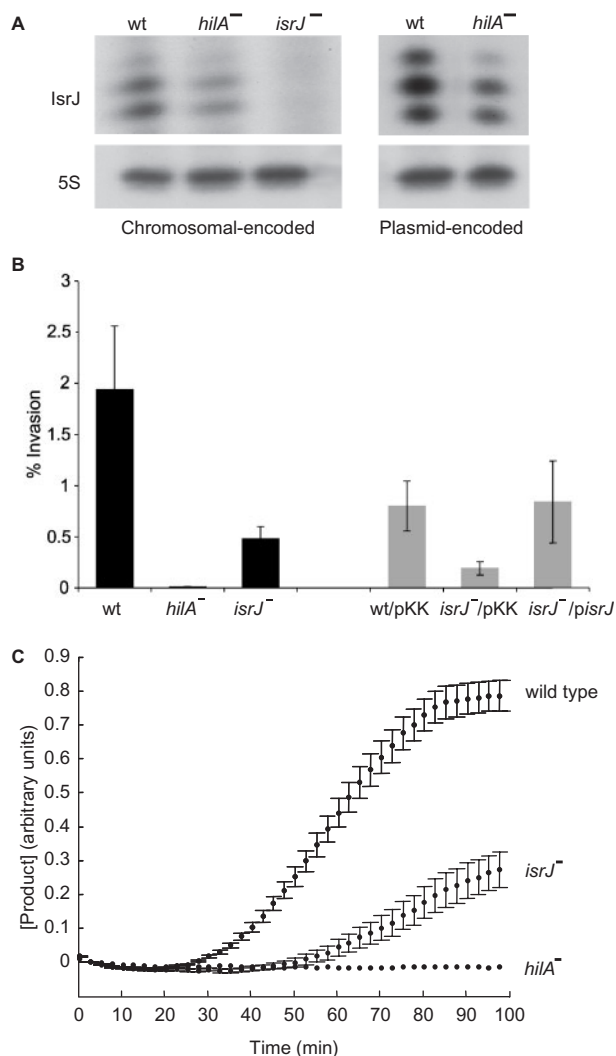 A
wt hilA⁻ isrJ⁻ wt hilA⁻
IsrJ
5S
Chromosomal-encoded Plasmid-encoded
B
3
2.5
2
1.5
1
0.5
0
% Invasion
wt hilA⁻ isrJ⁻ wt/pKK isrJ⁻/pKK isrJ⁻/pisrJ
C
0.9
0.8
0.7
0.6
0.5
0.4
0.3
0.2
0.1
0
[Product] (arbitrary units)
wild type
isrJ⁻
hilA⁻
0 10 20 30 40 50 60 70 80 90 100
Time (min)